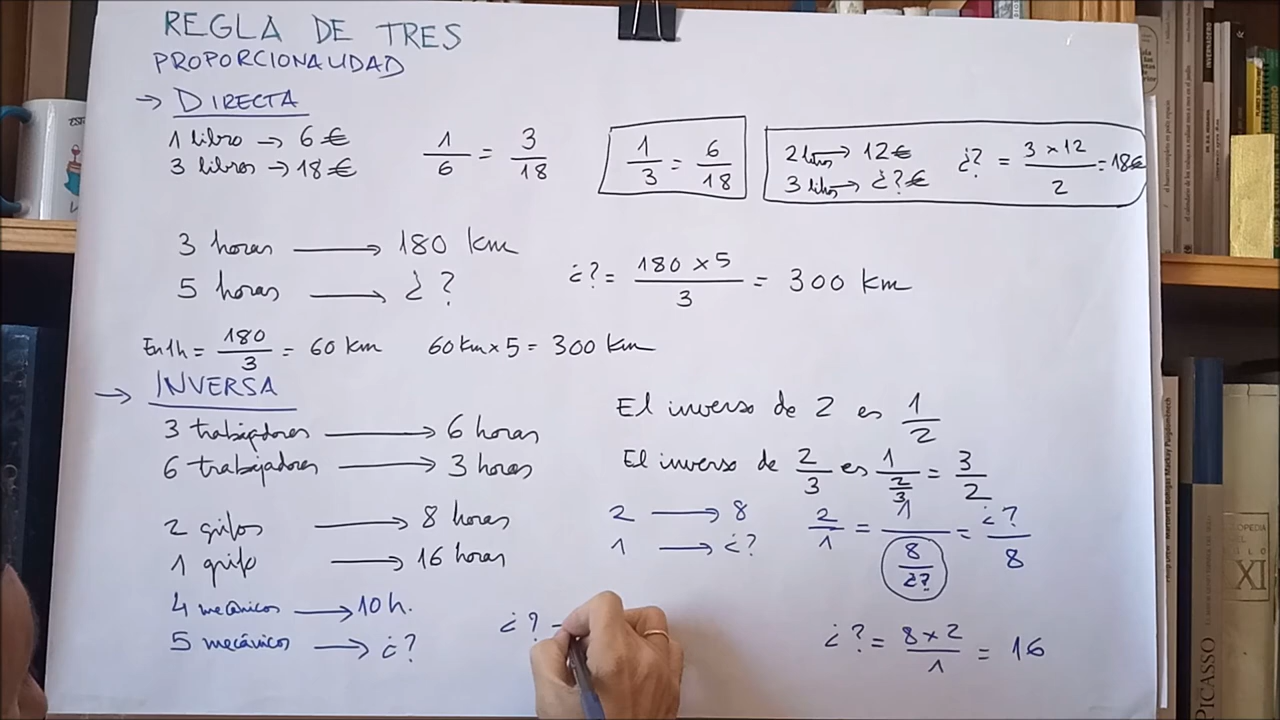 REGLA DE TRES
PROPORCIONALIDAD
→ DIRECTA
1 libro → 6 €
3 libros → 18 €
1/6 = 3/18
1/3 = 6/18
2 libros → 12 €
3 libros → ¿? €
¿? = 3 x 12 / 2 = 18 €
3 horas → 180 km
5 horas → ¿?
¿? = 180 x 5 / 3 = 300 km
En 1h = 180/3 = 60 km
60 km x 5 = 300 km
→ INVERSA
3 trabajadores → 6 horas
6 trabajadores → 3 horas
El inverso de 2 es 1/2
El inverso de 2/3 es 1/(2/3) = 3/2
2 grifos → 8 horas
1 grifo → 16 horas
2 → 8
1 → ¿?
2/1 = 1/(8/¿?) = ¿?/8
4 mecánicos → 10 h.
5 mecánicos → ¿?
¿?
¿? = 8 x 2 / 1 = 16
PICASSO
XI